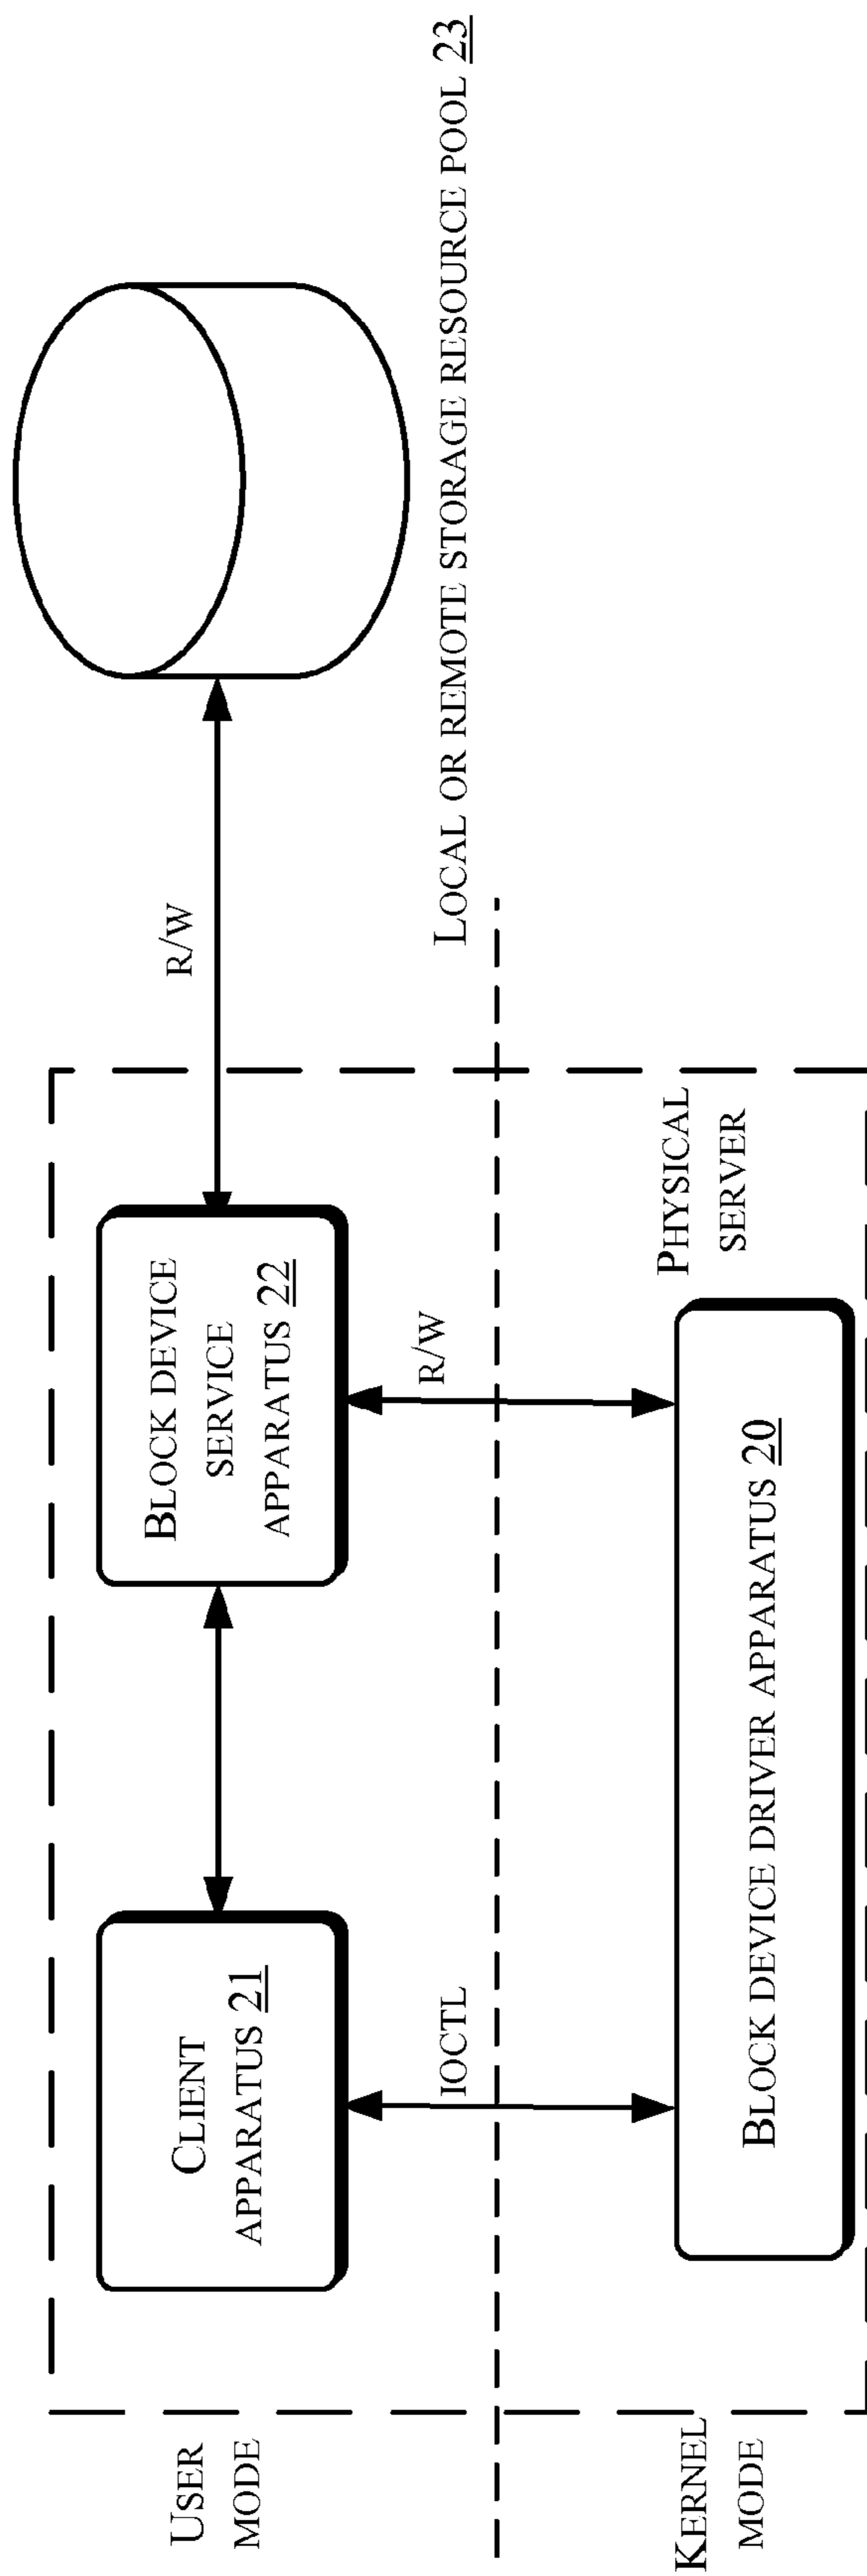 USER
MODE
CLIENT
APPARATUS 21
BLOCK DEVICE
SERVICE
APPARATUS 22
R/W
IOCTL
R/W
LOCAL OR REMOTE STORAGE RESOURCE POOL 23
KERNEL
MODE
BLOCK DEVICE DRIVER APPARATUS 20
PHYSICAL
SERVER